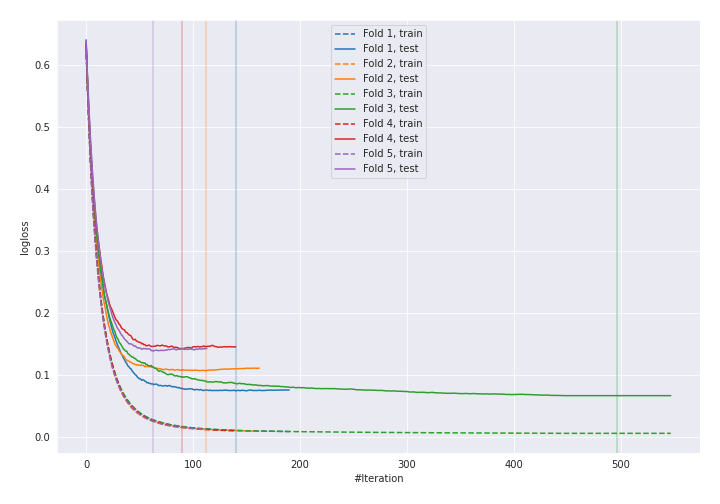 Fold 1, train
Fold 1, test
Fold 2, train
Fold 2, test
Fold 3, train
Fold 3, test
Fold 4, train
Fold 4, test
Fold 5, train
Fold 5, test
logloss
0.6
0.5
0.4
0.3
0.2
0.1
0.0
0 100 200 300 400 500
#Iteration